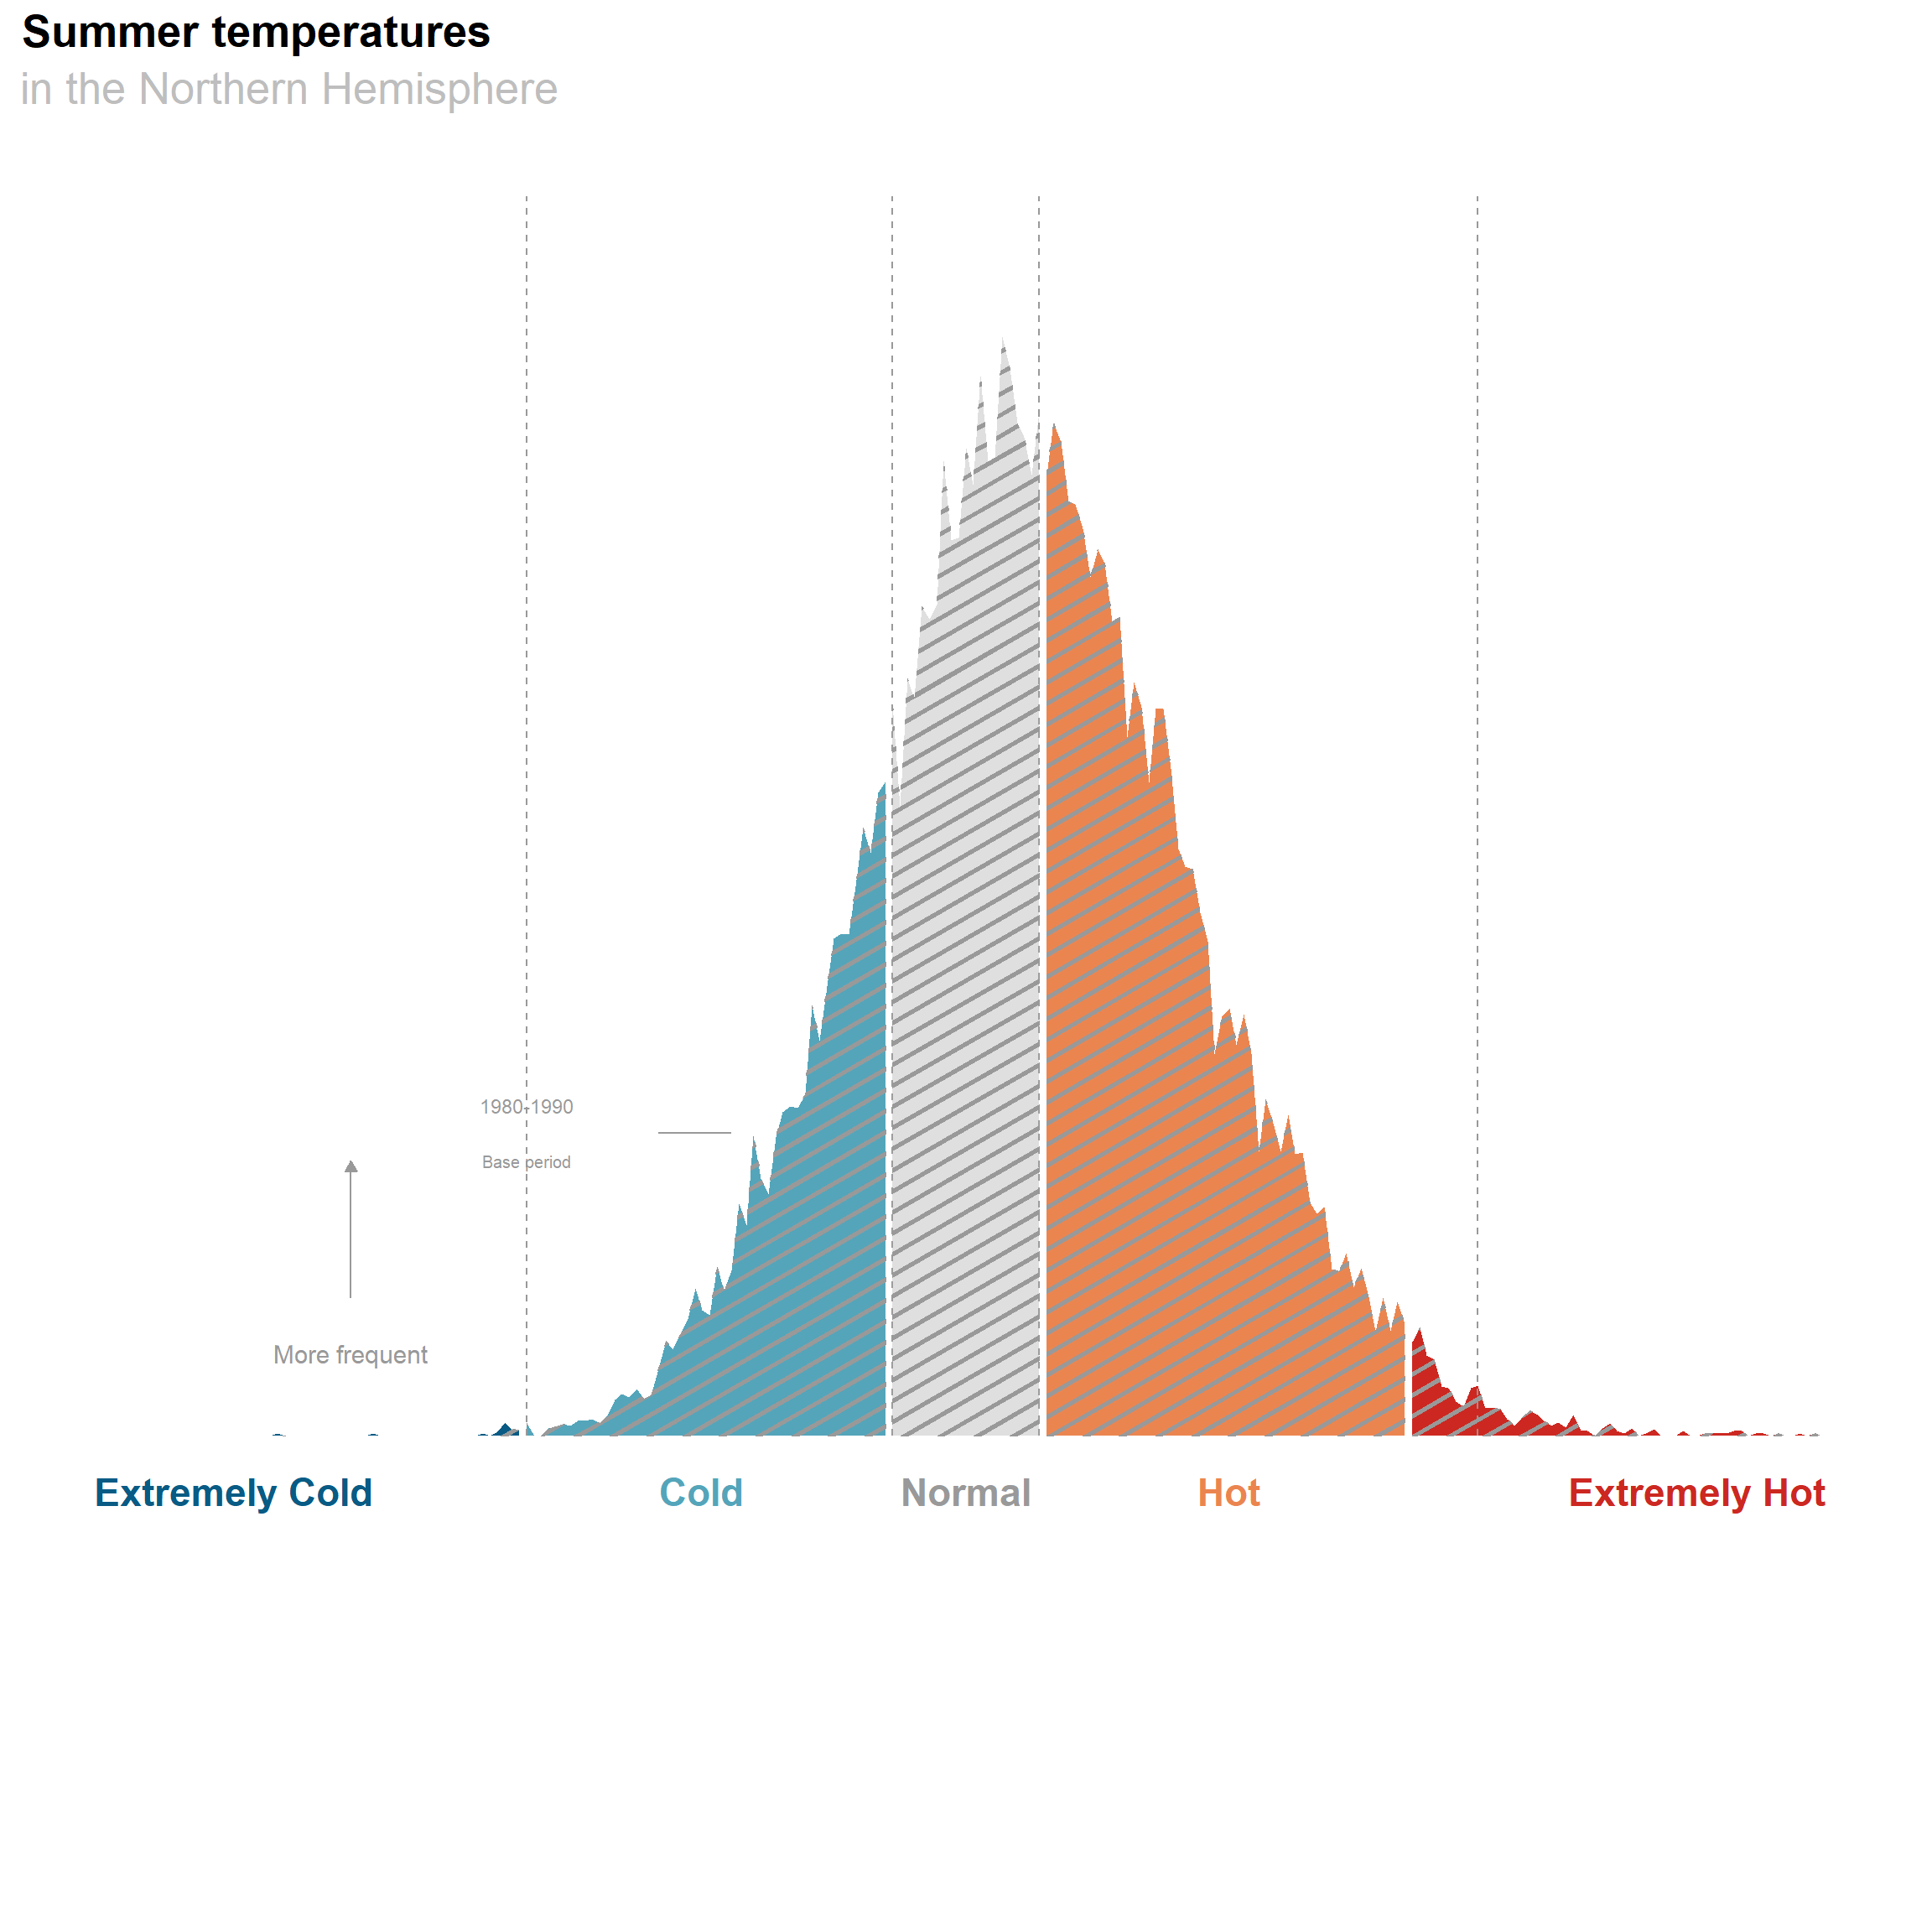 Summer temperatures
in the Northern Hemisphere
1980-1990
Base period
More frequent
Extremely Cold
Cold
Normal
Hot
Extremely Hot